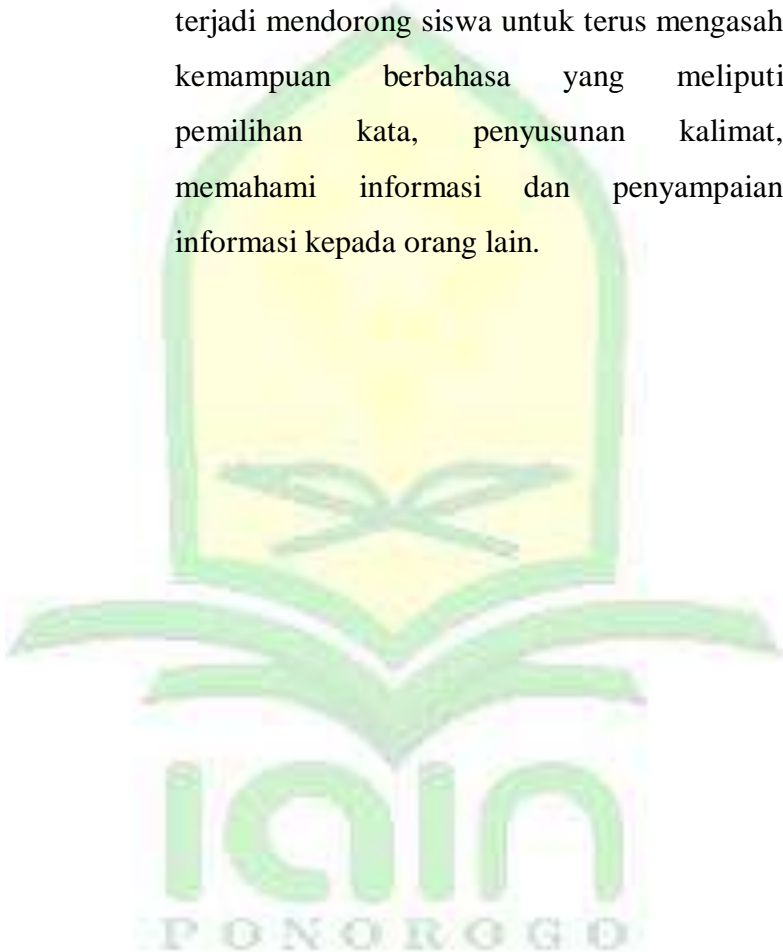 terjadi mendorong siswa untuk terus mengasah
kemampuan berbahasa yang meliputi
pemilihan kata, penyusunan kalimat,
memahami informasi dan penyampaian
informasi kepada orang lain.
iain
PONOROGO